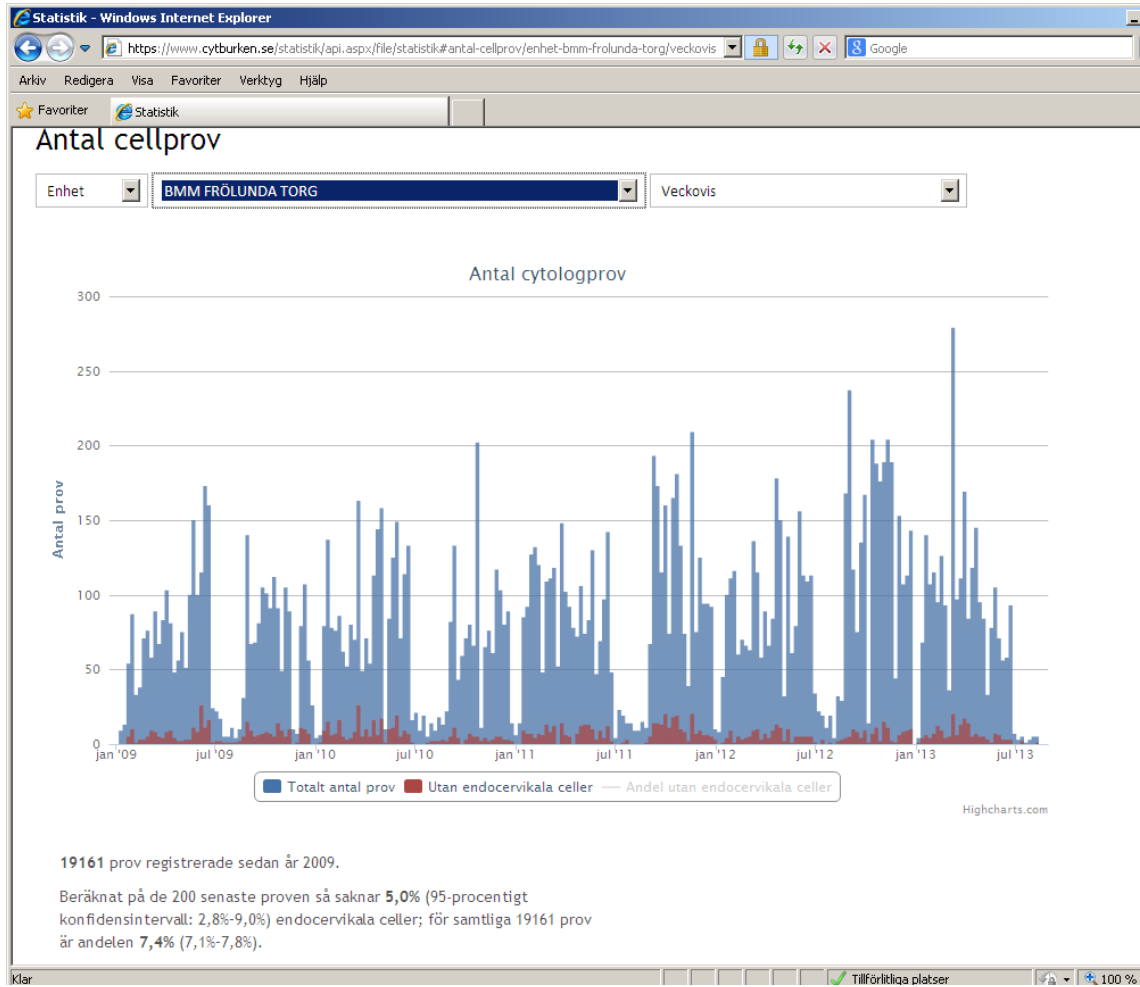 Statistik - Windows Internet Explorer
https://www.cytburken.se/statistik/api.aspx/file/statistik#antal-cellprov/enhet-bmm-frolunda-torg/veckovis
Google
Arkiv Redigera Visa Favoriter Verktyg Hjälp
Favoriter Statistik
Antal cellprov
Enhet BMM FRÖLUNDA TORG Veckovis
Antal cytologprov
300
250
200
150
100
50
0
Antal prov
jan '09 jul '09 jan '10 jul '10 jan '11 jul '11 jan '12 jul '12 jan '13 jul '13
Totalt antal prov Utan endocervikala celler Andel utan endocervikala celler
Highcharts.com
19161 prov registrerade sedan år 2009.
Beräknat på de 200 senaste proven så saknar 5,0% (95-procentigt
konfidensintervall: 2,8%-9,0%) endocervikala celler; för samtliga 19161 prov
är andelen 7,4% (7,1%-7,8%).
Klar Tillförlitliga platser 100 %